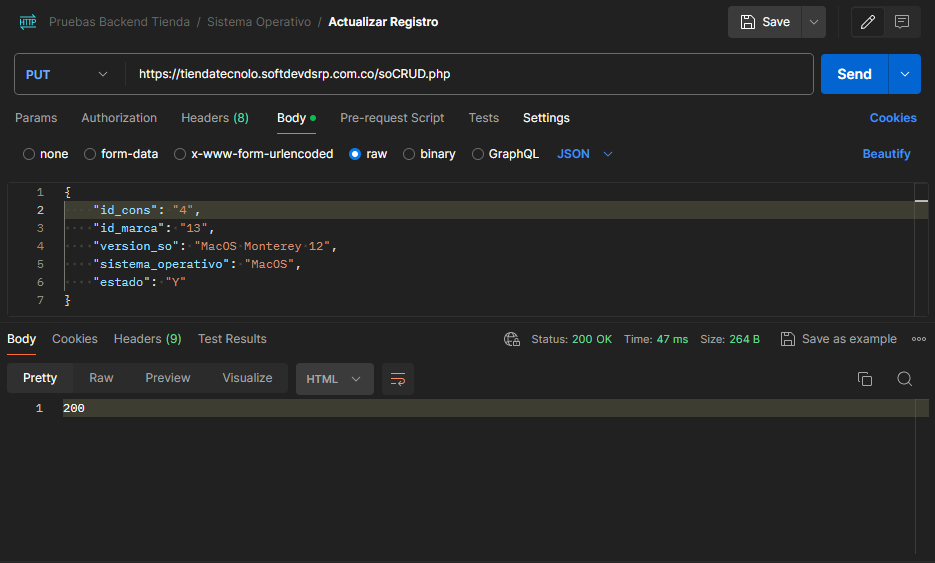 HTTP Pruebas Backend Tienda / Sistema Operativo / Actualizar Registro Save
PUT https://tiendatecnolo.softdevdsrp.com.co/soCRUD.php Send
Params Authorization Headers (8) Body Pre-request Script Tests Settings Cookies
none form-data x-www-form-urlencoded raw binary GraphQL JSON Beautify
1 {
2 "id_cons": "4",
3 "id_marca": "13",
4 "version_so": "MacOS Monterey 12",
5 "sistema_operativo": "MacOS",
6 "estado": "Y"
7 }
Body Cookies Headers (9) Test Results Status: 200 OK Time: 47 ms Size: 264 B Save as example
Pretty Raw Preview Visualize HTML
1 200